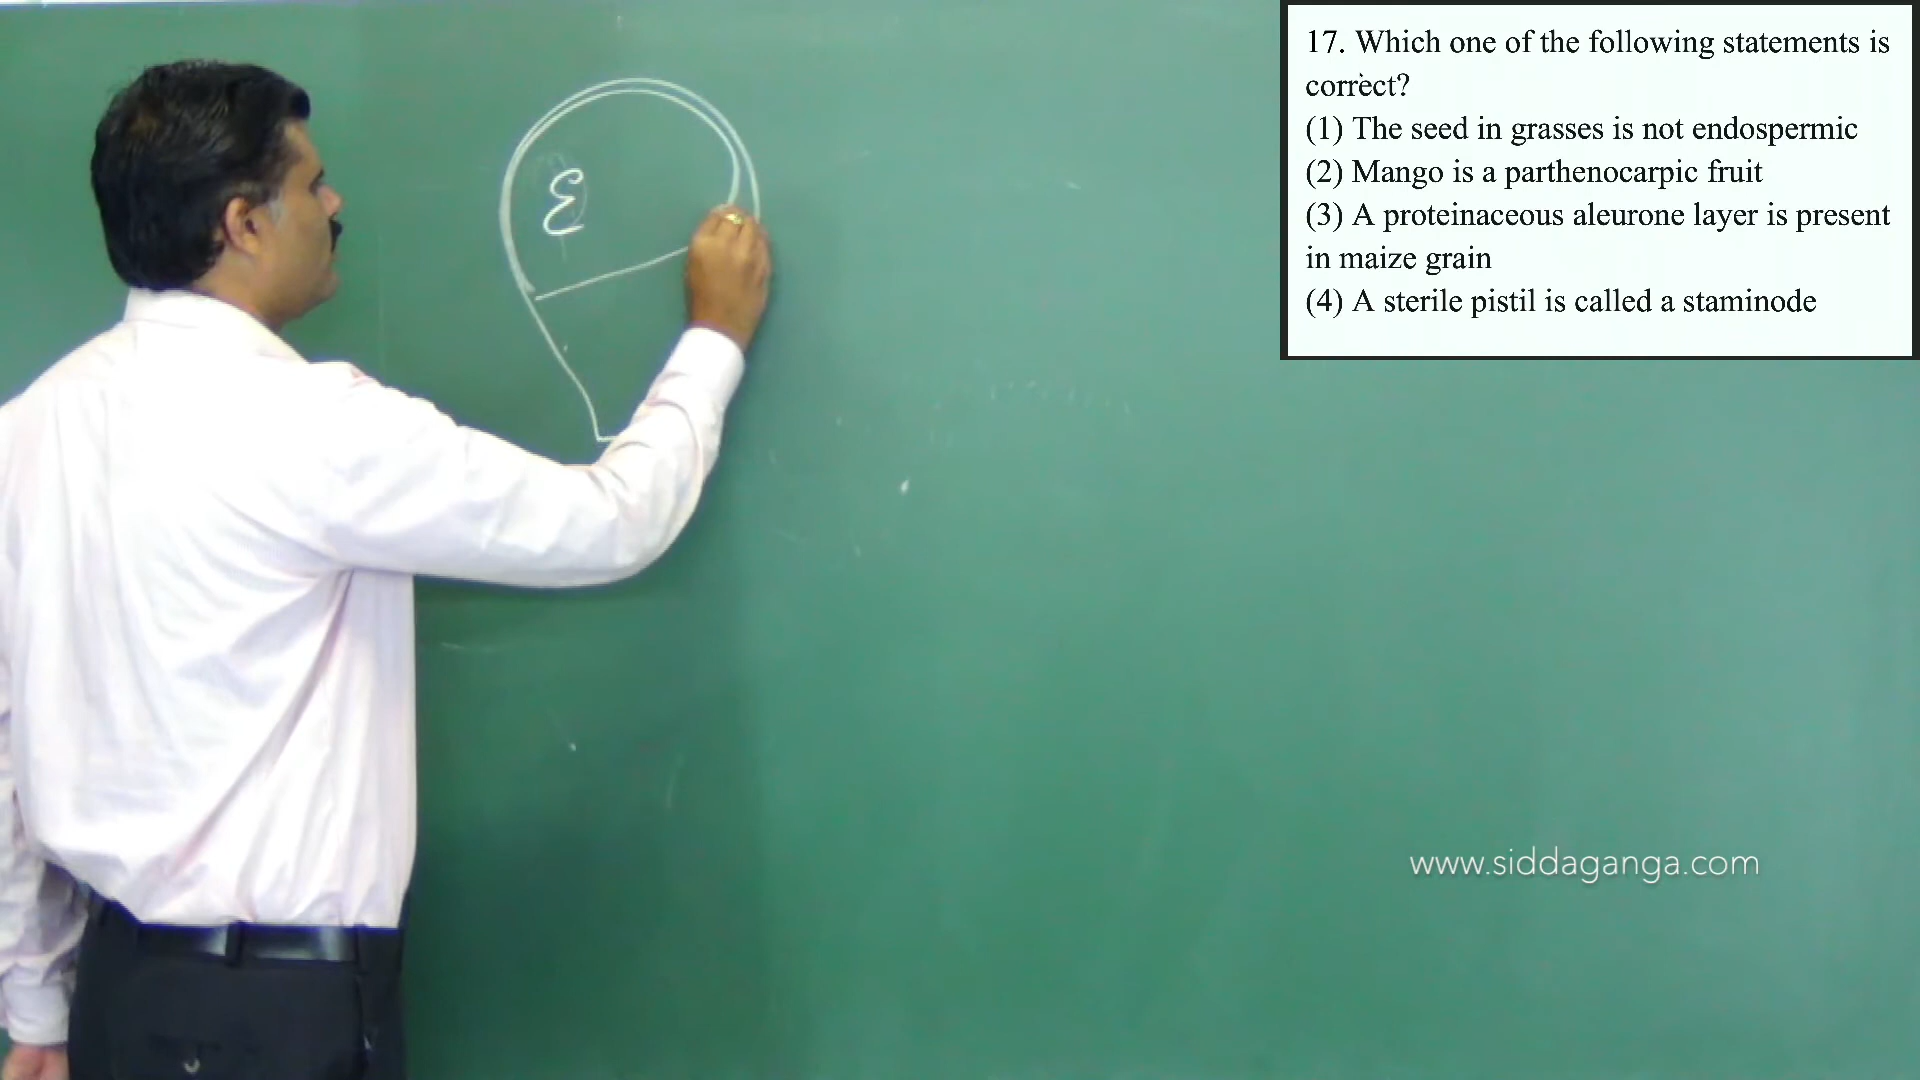 17. Which one of the following statements is
correct?
(1) The seed in grasses is not endospermic
(2) Mango is a parthenocarpic fruit
(3) A proteinaceous aleurone layer is present
in maize grain
(4) A sterile pistil is called a staminode
E
www.siddaganga.com